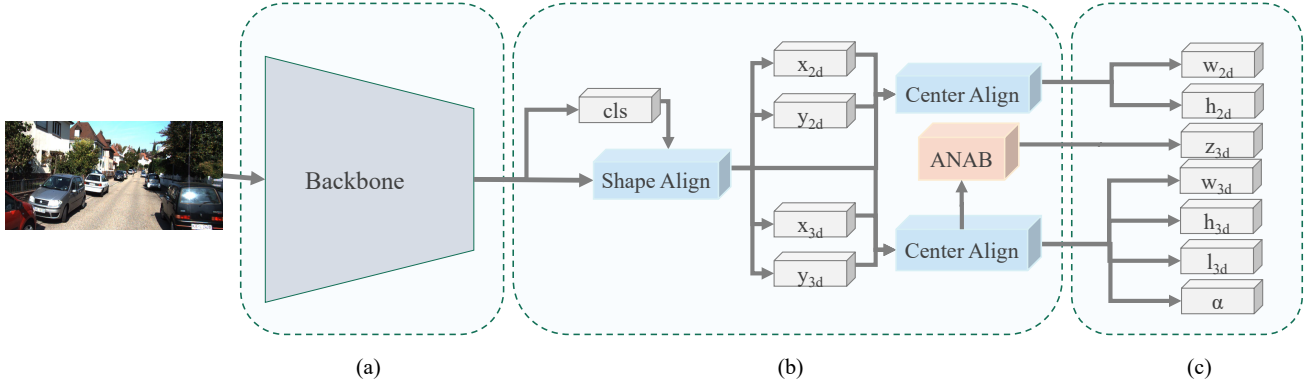 Backbone
cls
Shape Align
x2d
y2d
x3d
y3d
Center Align
ANAB
Center Align
w2d
h2d
z3d
w3d
h3d
l3d
α
(a)
(b)
(c)